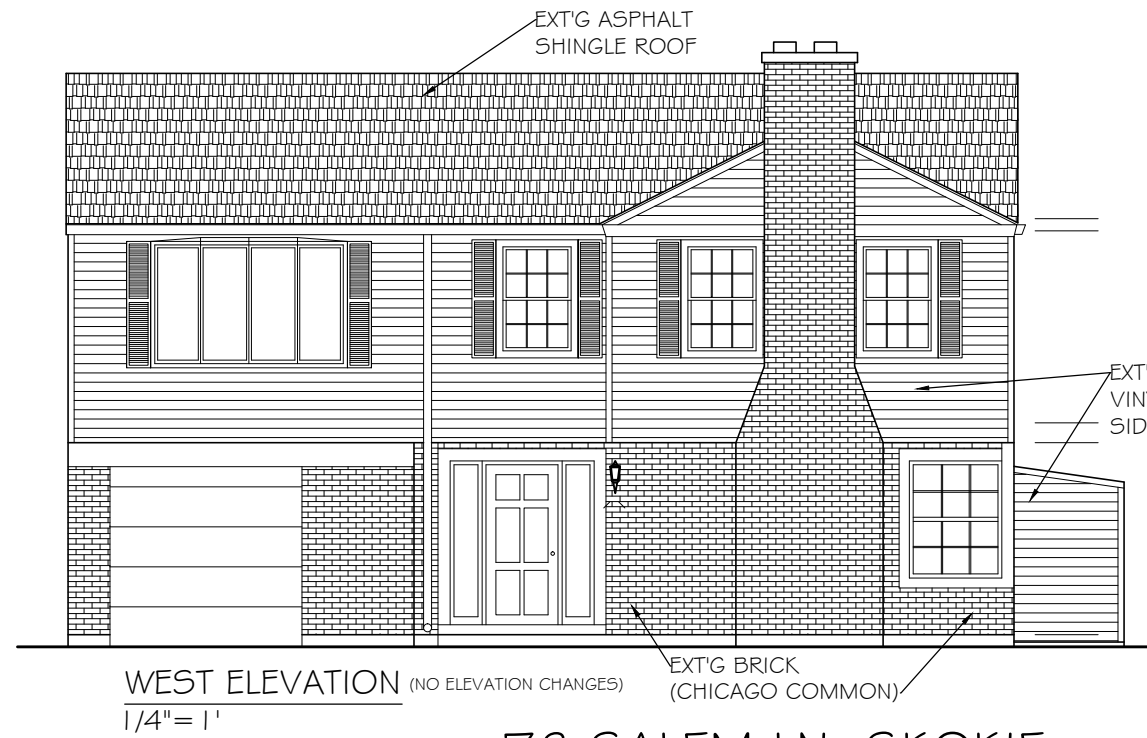 EXT'G ASPHALT
SHINGLE ROOF
WEST ELEVATION (NO ELEVATION CHANGES)
1/4"= 1'
EXT'G BRICK
(CHICAGO COMMON)